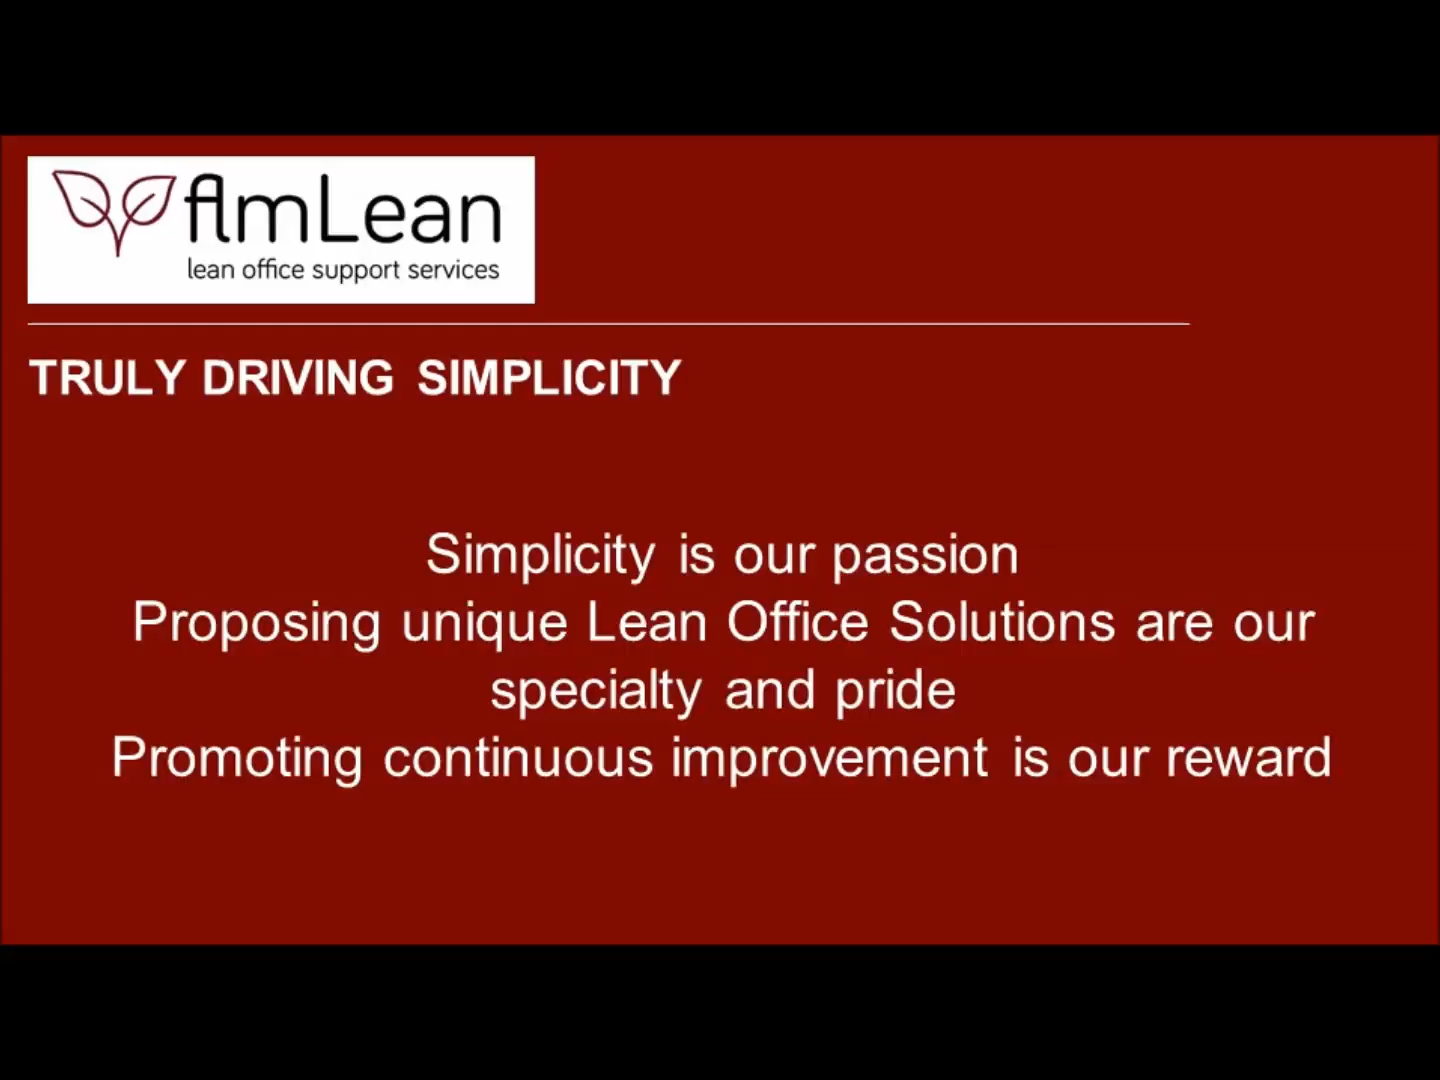 flmLean
lean office support services
TRULY DRIVING SIMPLICITY
Simplicity is our passion
Proposing unique Lean Office Solutions are our
specialty and pride
Promoting continuous improvement is our reward